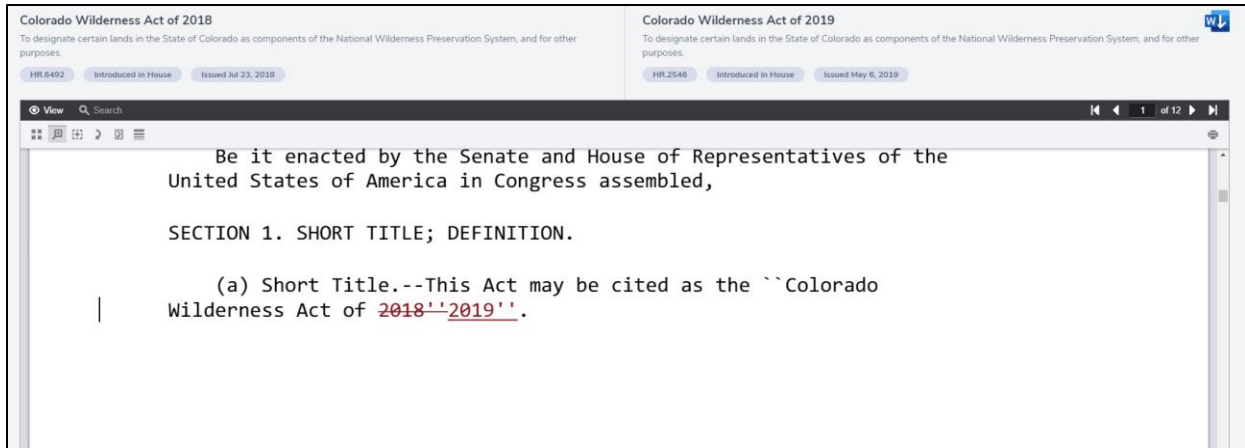 Colorado Wilderness Act of 2018
To designate certain lands in the State of Colorado as components of the National Wilderness Preservation System, and for other
purposes.
HR.6492 Introduced in House Issued Jul 23, 2018
Colorado Wilderness Act of 2019
To designate certain lands in the State of Colorado as components of the National Wilderness Preservation System, and for other
purposes.
HR.2546 Introduced in House Issued May 6, 2019
W
View Search 1 of 12
Be it enacted by the Senate and House of Representatives of the
United States of America in Congress assembled,
SECTION 1. SHORT TITLE; DEFINITION.
(a) Short Title.--This Act may be cited as the ``Colorado
Wilderness Act of 2018''2019''.